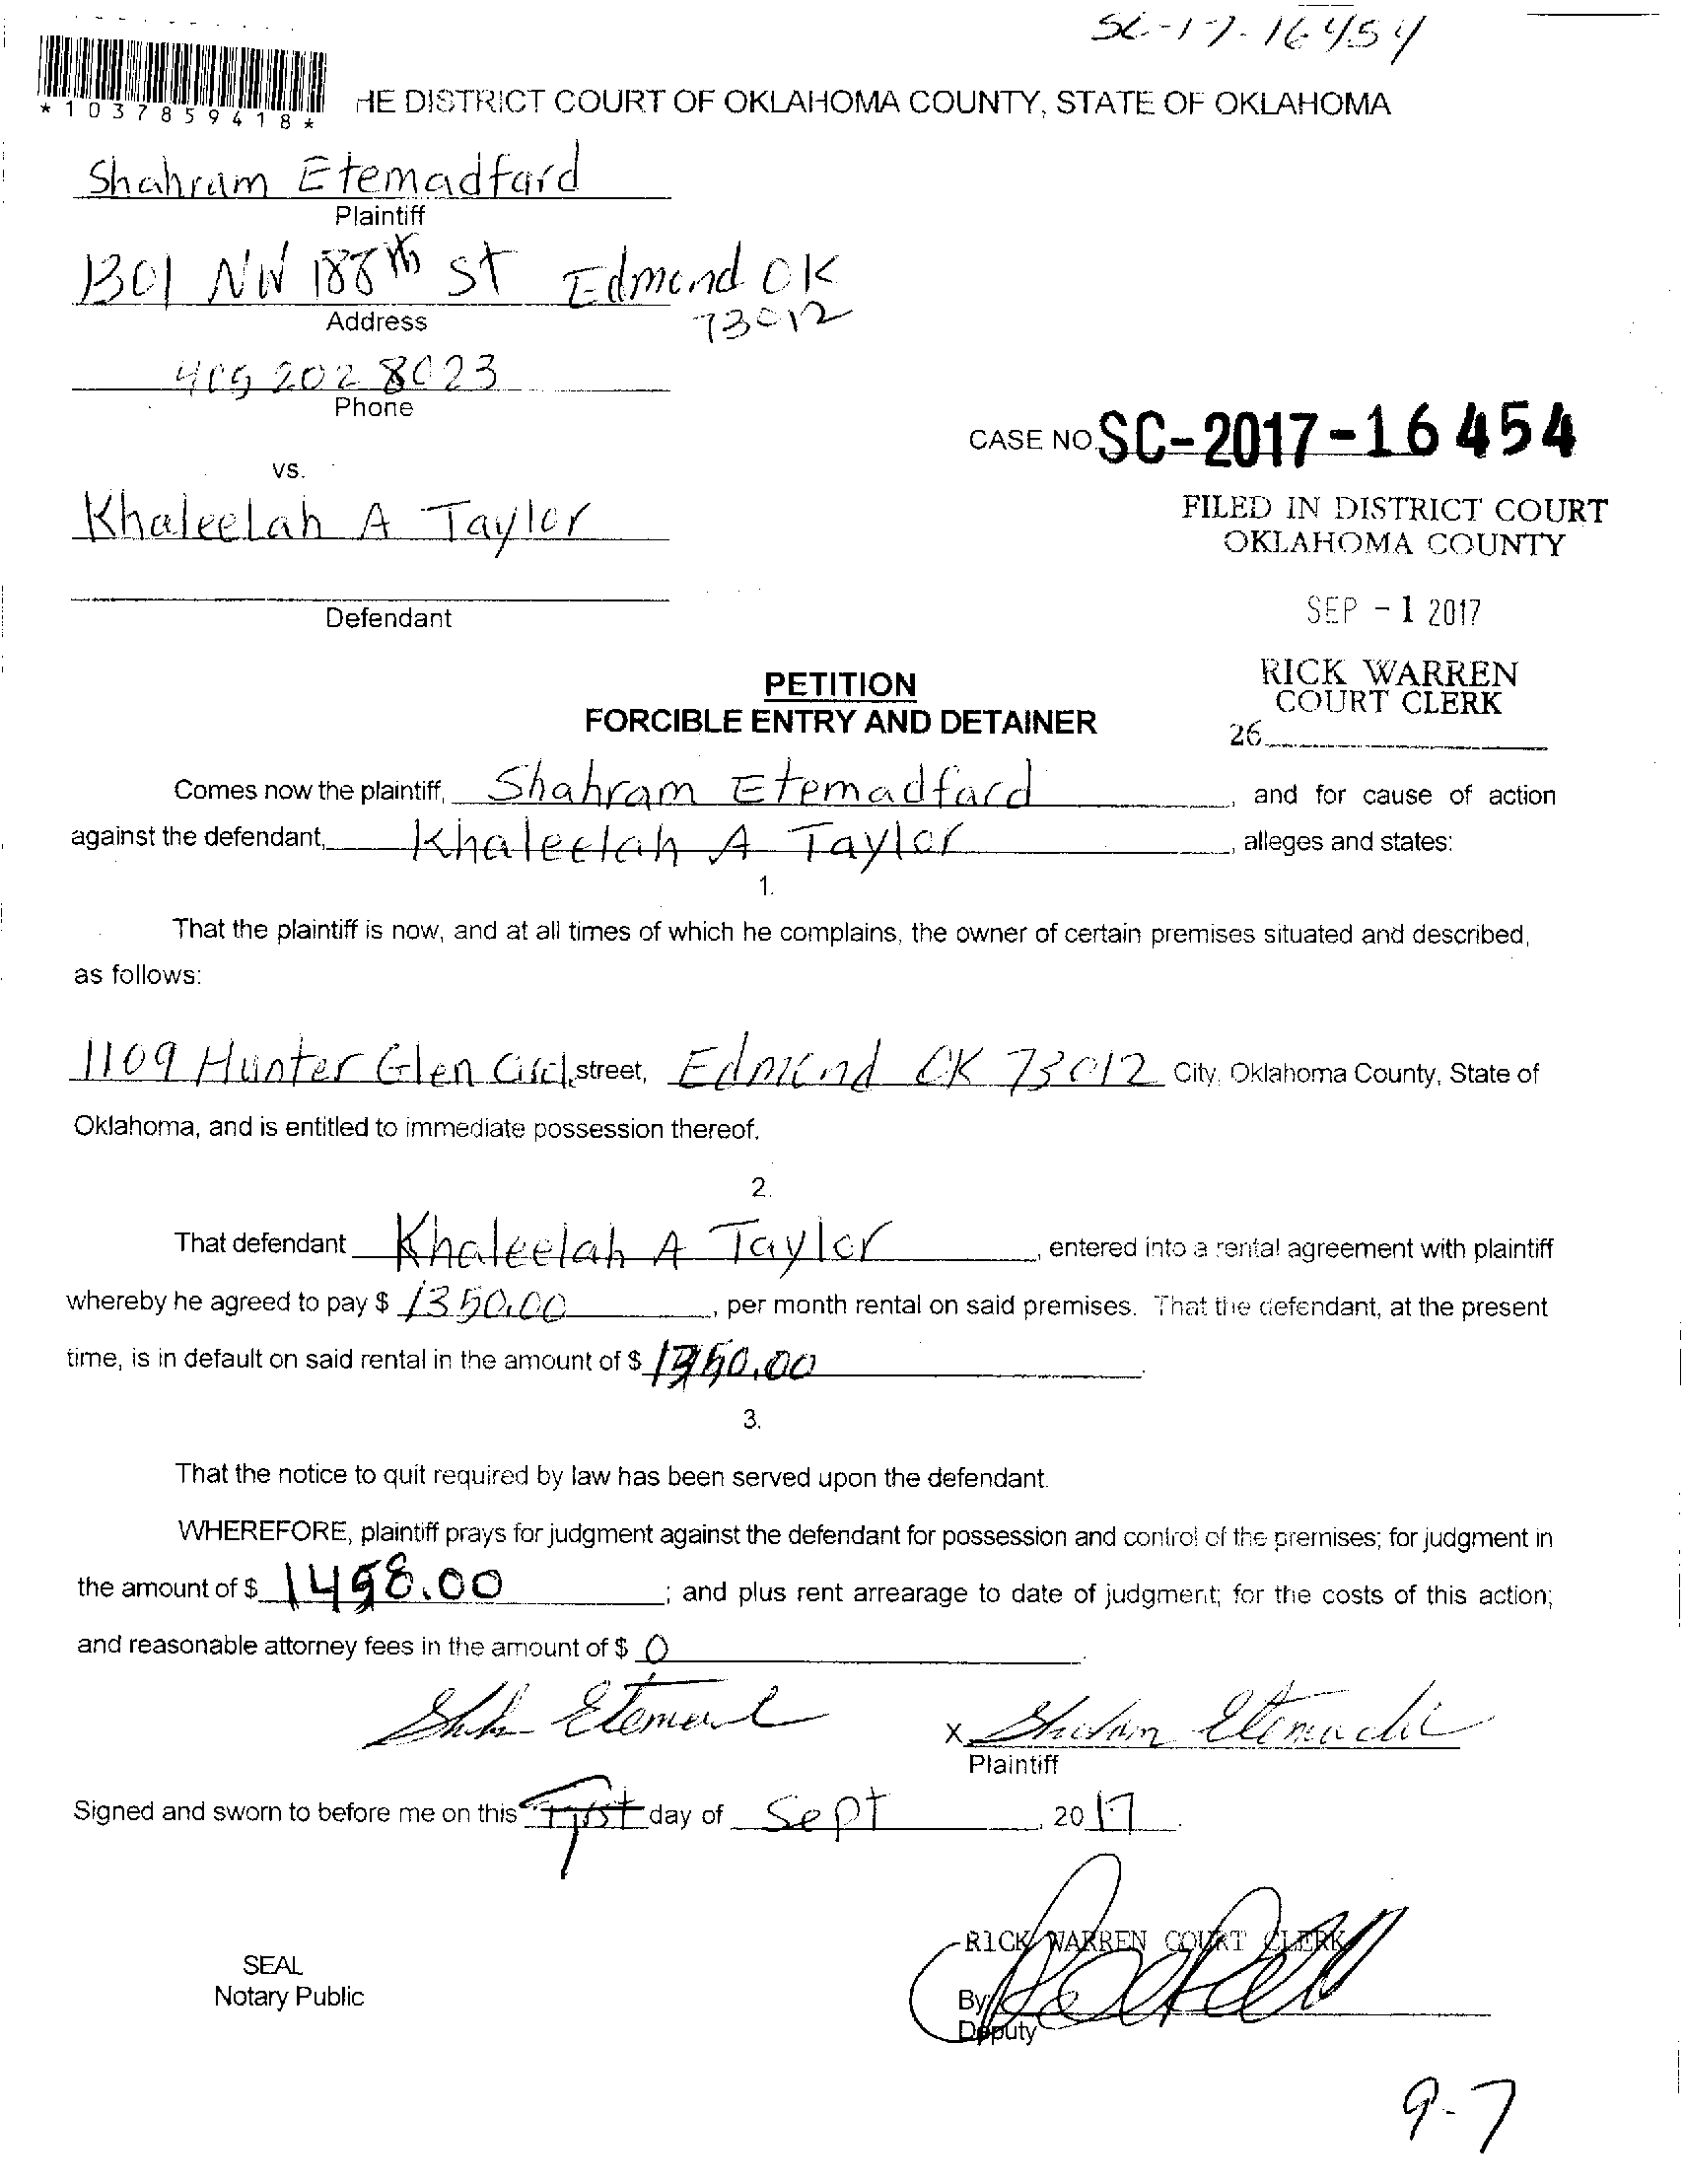 SC-17-16454
*1037859418*
HE DISTRICT COURT OF OKLAHOMA COUNTY, STATE OF OKLAHOMA
Shahram Etemadfard
Plaintiff
1301 NW 188th St Edmond OK
73012
Address
405 202 8023
Phone
CASE NO. SC-2017-16454
vs.
Khaleelah A Taylor
FILED IN DISTRICT COURT
OKLAHOMA COUNTY
Defendant
SEP - 1 2017
PETITION
RICK WARREN
COURT CLERK
FORCIBLE ENTRY AND DETAINER
26
Comes now the plaintiff, Shahram Etemadfard, and for cause of action
against the defendant, Khaleelah A Taylor, alleges and states:
1.
That the plaintiff is now, and at all times of which he complains, the owner of certain premises situated and described,
as follows:
1109 Hunter Glen Circl, street, Edmond OK 73012 City, Oklahoma County, State of
Oklahoma, and is entitled to immediate possession thereof.
2.
That defendant Khaleelah A Taylor, entered into a rental agreement with plaintiff
whereby he agreed to pay $ 1350.00, per month rental on said premises. That the defendant, at the present
time, is in default on said rental in the amount of $ 1350.00.
3.
That the notice to quit required by law has been served upon the defendant.
WHEREFORE, plaintiff prays for judgment against the defendant for possession and control of the premises; for judgment in
the amount of $ 1498.00; and plus rent arrearage to date of judgment; for the costs of this action;
and reasonable attorney fees in the amount of $ 0.
X
Plaintiff
Signed and sworn to before me on this First day of Sept, 2017.
RICK WARREN COURT CLERK
SEAL
Notary Public
By
Deputy
9-7